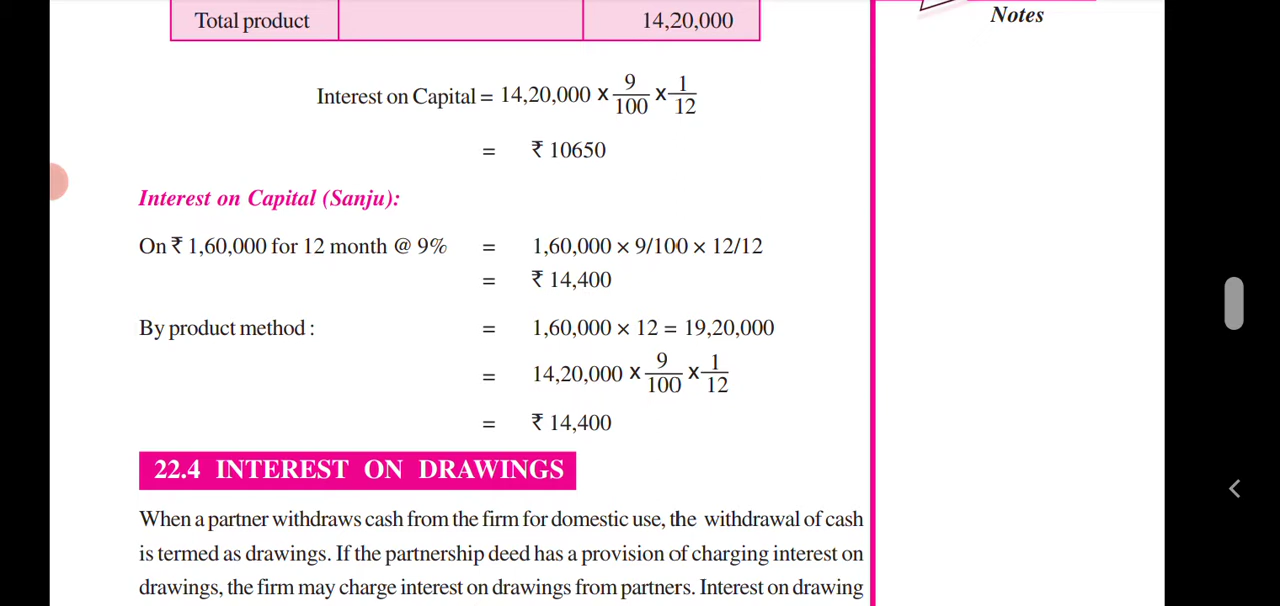 Total product 14,20,000
Notes
Interest on Capital = 14,20,000 × 9/100 × 1/12
= ₹ 10650
Interest on Capital (Sanju):
On ₹ 1,60,000 for 12 month @ 9% = 1,60,000 × 9/100 × 12/12
= ₹ 14,400
By product method : = 1,60,000 × 12 = 19,20,000
= 14,20,000 × 9/100 × 1/12
= ₹ 14,400
22.4 INTEREST ON DRAWINGS
When a partner withdraws cash from the firm for domestic use, the withdrawal of cash
is termed as drawings. If the partnership deed has a provision of charging interest on
drawings, the firm may charge interest on drawings from partners. Interest on drawing